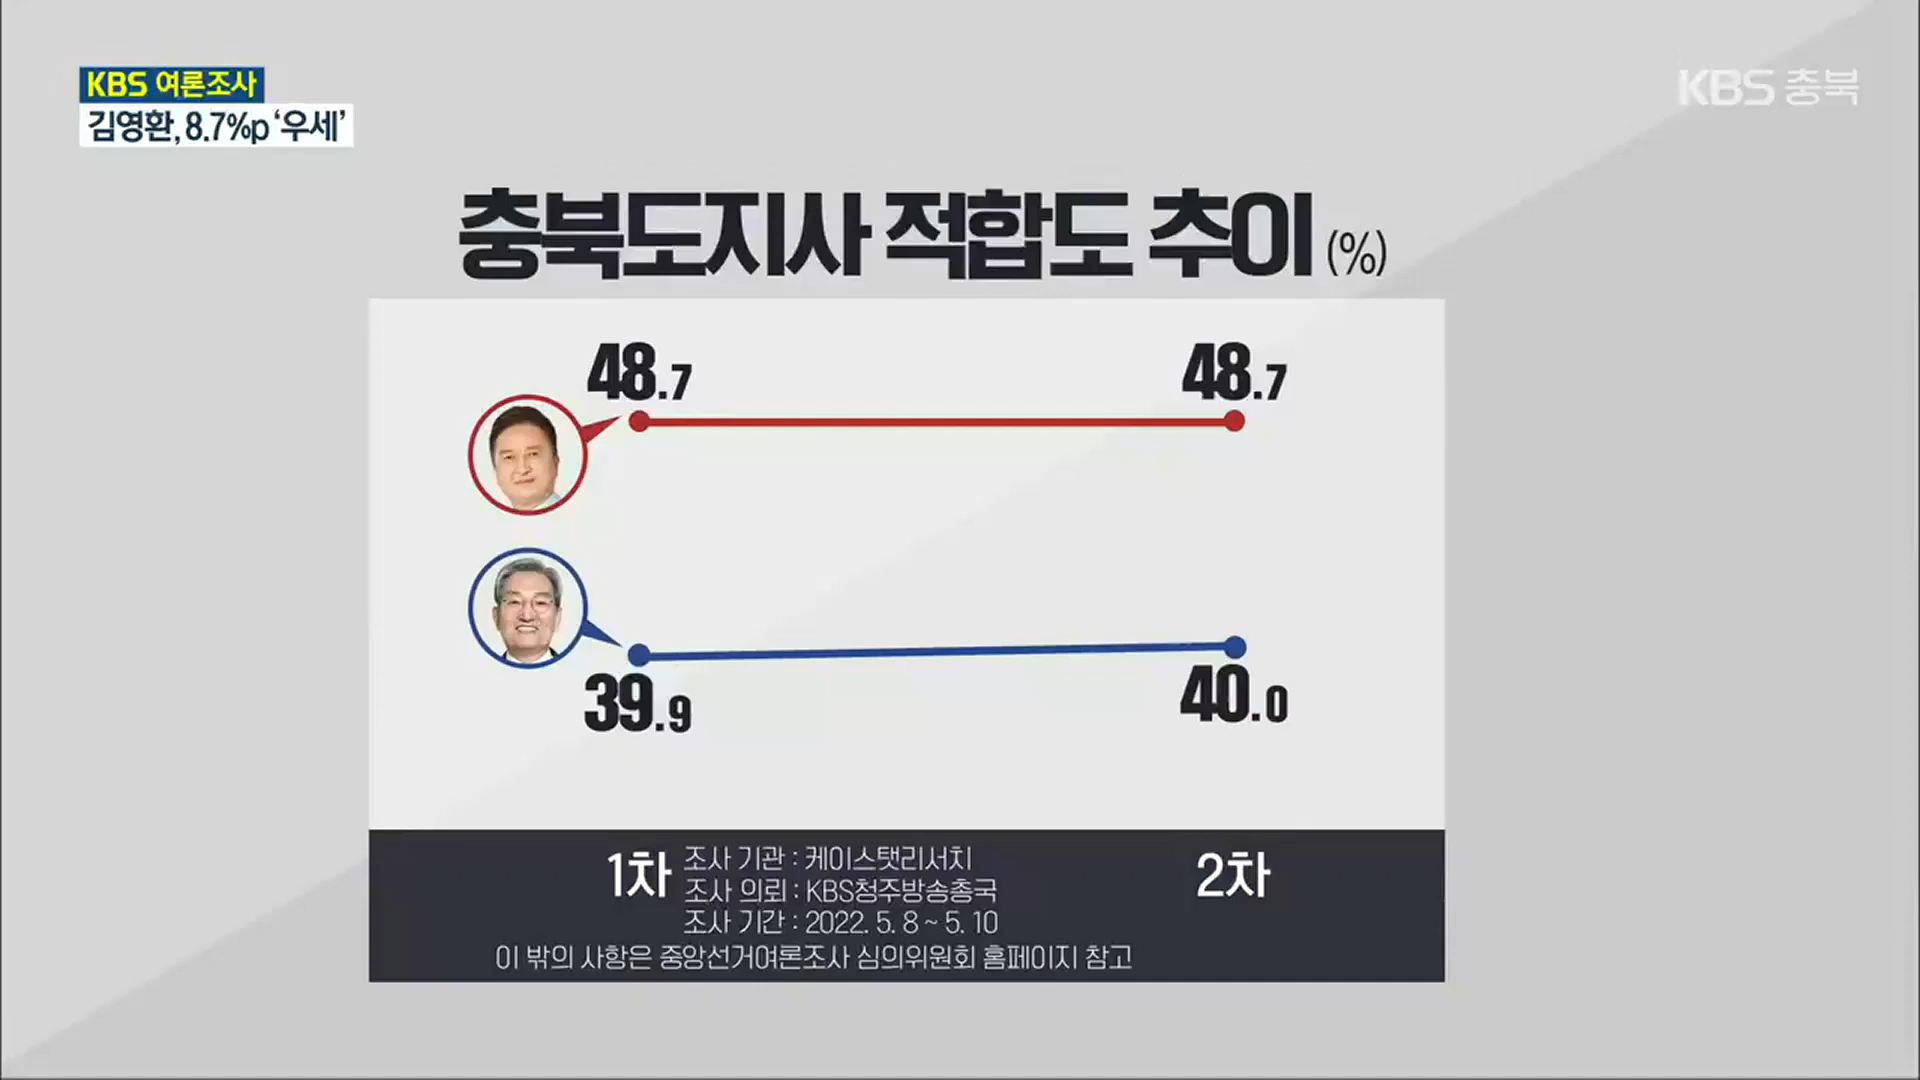 KBS 여론조사
김영환, 8.7%p ‘우세’
KBS 충북
충북도지사 적합도 추이 (%)
48.7
48.7
39.9
40.0
1차
2차
조사 기관 : 케이스탯리서치
조사 의뢰 : KBS청주방송총국
조사 기간 : 2022. 5. 8 ~ 5. 10
이 밖의 사항은 중앙선거여론조사 심의위원회 홈페이지 참고